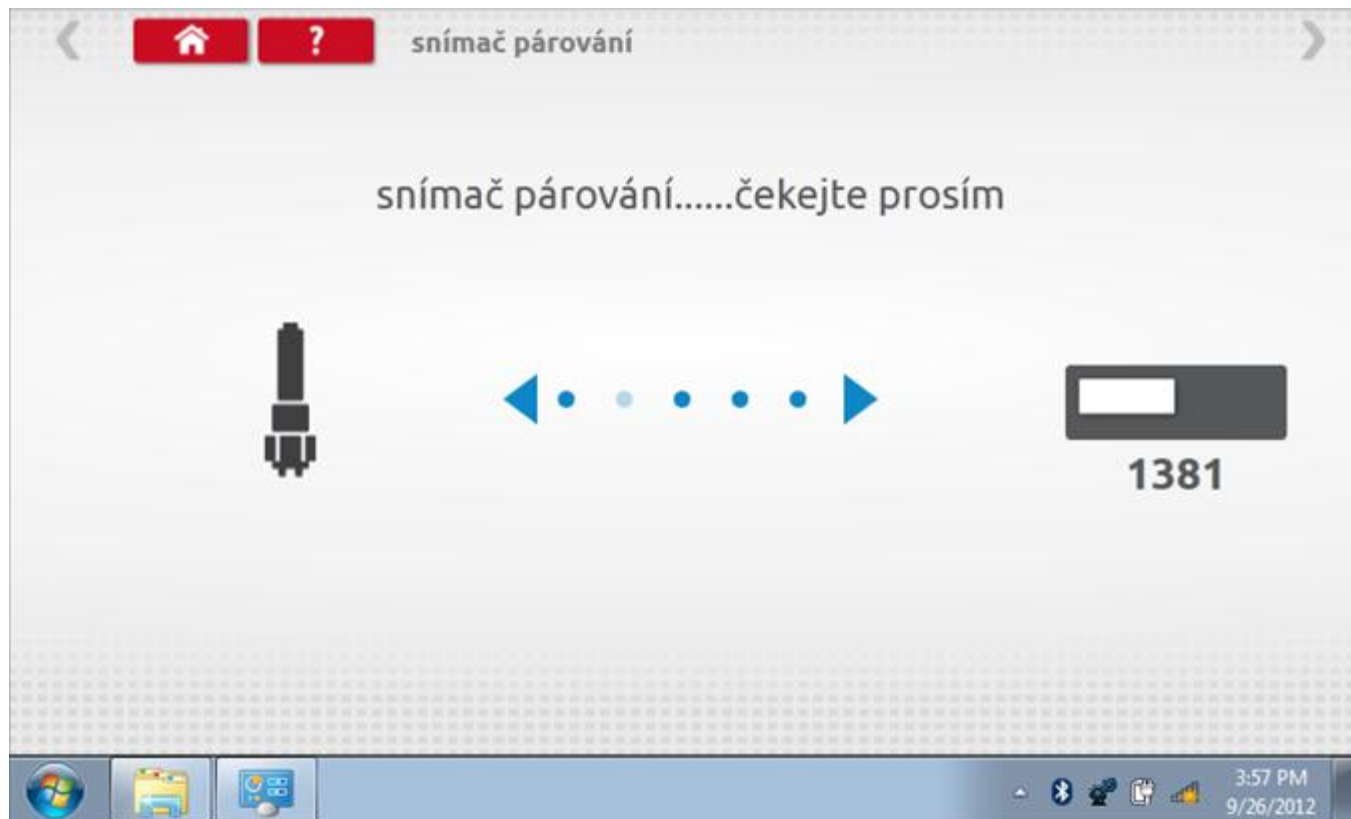 ?
snímač párování
snímač párování......čekejte prosím
1381
3:57 PM
9/26/2012